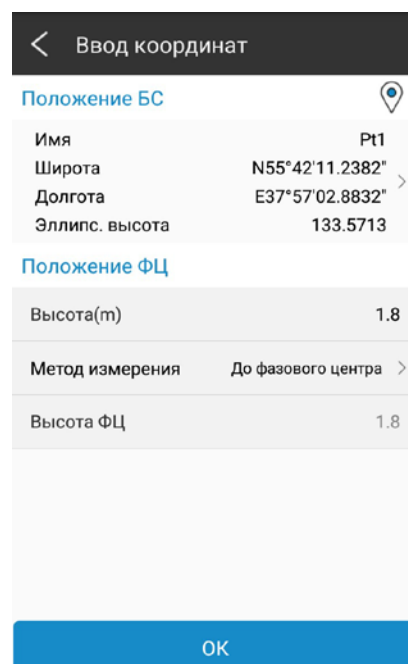 Ввод координат
Положение БС
Имя Pt1
Широта N55°42'11.2382"
Долгота E37°57'02.8832"
Эллипс. высота 133.5713
Положение ФЦ
Высота(m) 1.8
Метод измерения До фазового центра
Высота ФЦ 1.8
OK